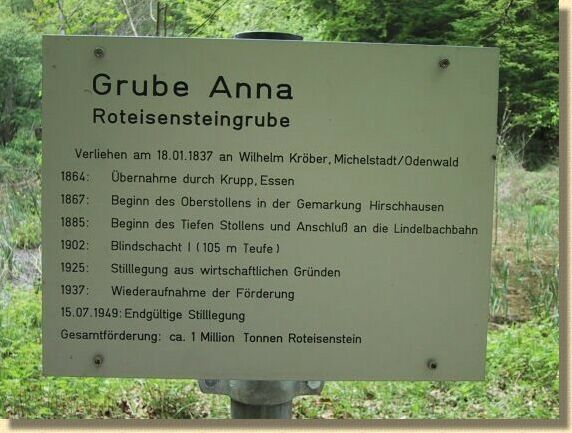 Grube Anna
Roteisensteingrube
Verliehen am 18.01.1837 an Wilhelm Kröber, Michelstadt/Odenwald
1864: Übernahme durch Krupp, Essen
1867: Beginn des Oberstollens in der Gemarkung Hirschhausen
1885: Beginn des Tiefen Stollens und Anschluß an die Lindelbachbahn
1902: Blindschacht I (105 m Teufe)
1925: Stilllegung aus wirtschaftlichen Gründen
1937: Wiederaufnahme der Förderung
15.07.1949: Endgültige Stilllegung
Gesamtförderung: ca. 1 Million Tonnen Roteisenstein